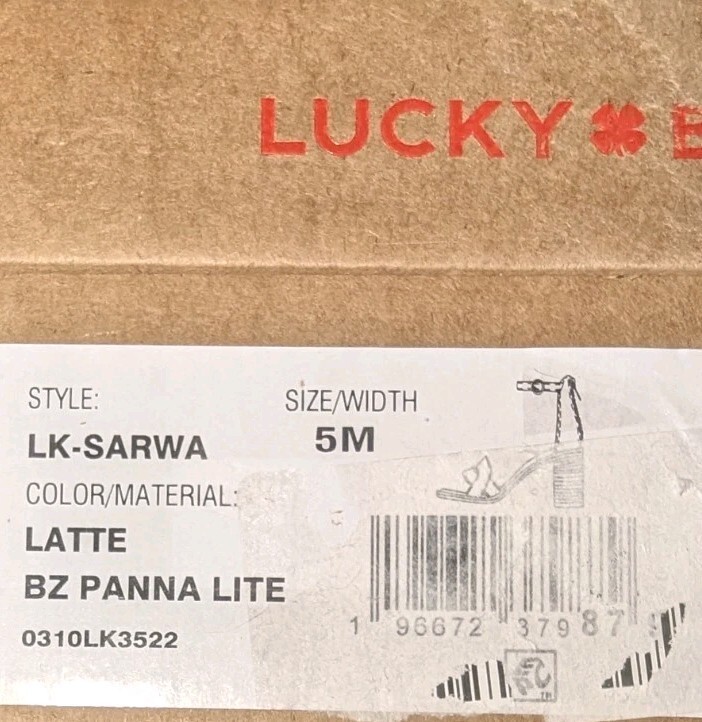 LUCKY
STYLE:
SIZE/WIDTH
LK-SARWA
5M
COLOR/MATERIAL:
LATTE
BZ PANNA LITE
0310LK3522
1 96672 37987